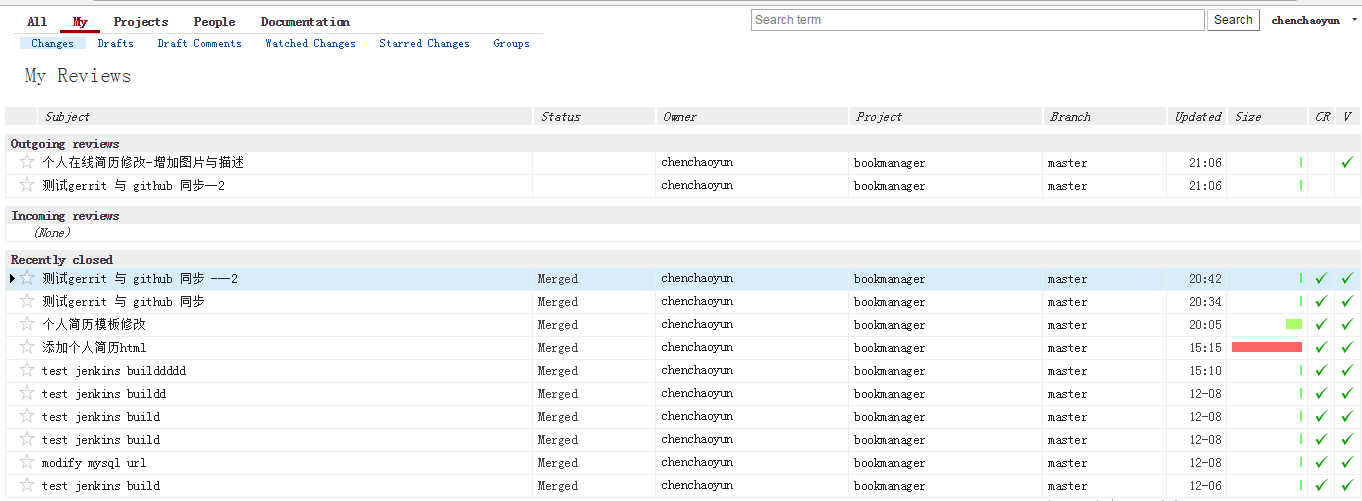 All My Projects People Documentation Search term Search chenchaoyun
Changes Drafts Draft Comments Watched Changes Starred Changes Groups
My Reviews
Subject Status Owner Project Branch Updated Size CR V
Outgoing reviews
个人在线简历修改-增加图片与描述 chenchaoyun bookmanager master 21:06
测试gerrit 与 github 同步—2 chenchaoyun bookmanager master 21:06
Incoming reviews
(None)
Recently closed
测试gerrit 与 github 同步 -—2 Merged chenchaoyun bookmanager master 20:42
测试gerrit 与 github 同步 Merged chenchaoyun bookmanager master 20:34
个人简历模板修改 Merged chenchaoyun bookmanager master 20:05
添加个人简历html Merged chenchaoyun bookmanager master 15:15
test jenkins builddddd Merged chenchaoyun bookmanager master 15:10
test jenkins buildd Merged chenchaoyun bookmanager master 12-08
test jenkins build Merged chenchaoyun bookmanager master 12-08
test jenkins build Merged chenchaoyun bookmanager master 12-08
modify mysql url Merged chenchaoyun bookmanager master 12-08
test jenkins build Merged chenchaoyun bookmanager master 12-06